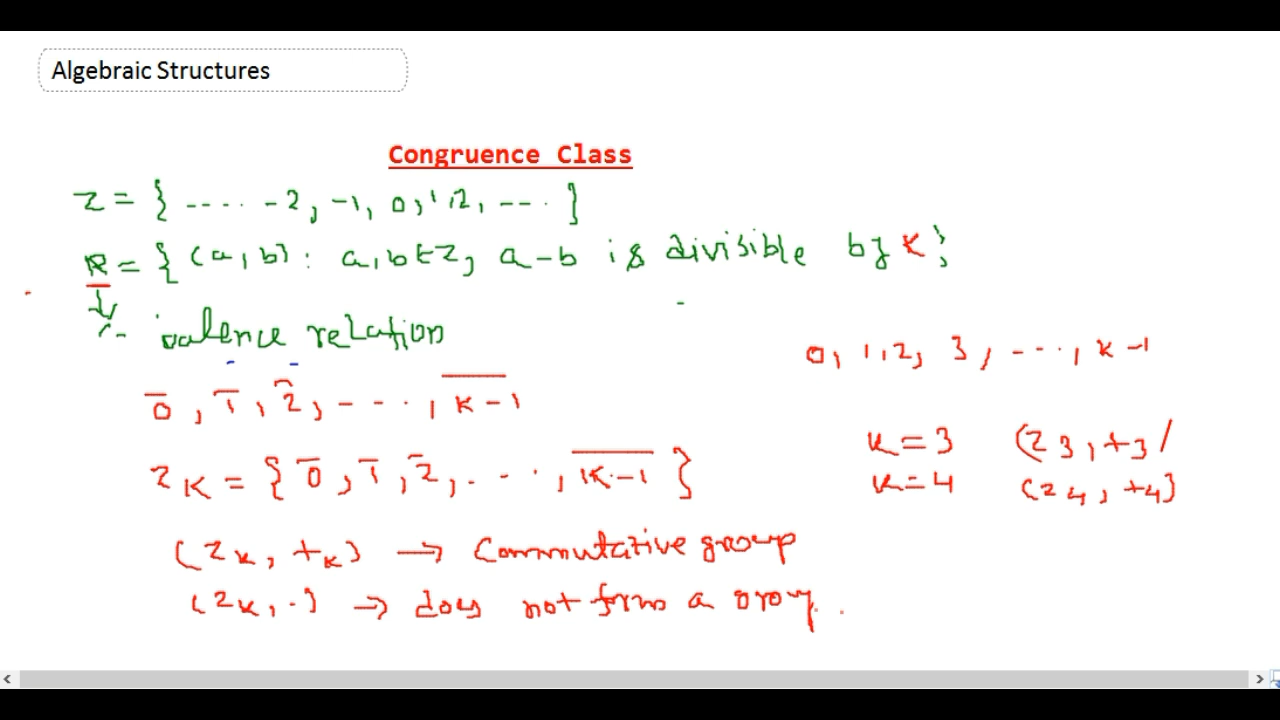 Algebraic Structures
Congruence Class
Z = { ..... -2, -1, 0, 1, 2, --- . }
R = { (a, b) : a, b ∈ Z, a - b is divisible by K }
valence relation
0, 1, 2, 3, ---, K-1
0̅, 1̅, 2̅, - - . ., K̅-̅1̅
K = 3 (Z3, +3)
ZK = { 0̅, 1̅, 2̅, . - . ., K̅-̅1̅ }
K = 4 (Z4, +4)
(ZK, +K) → Commutative group
(ZK, .) → does not form a group.